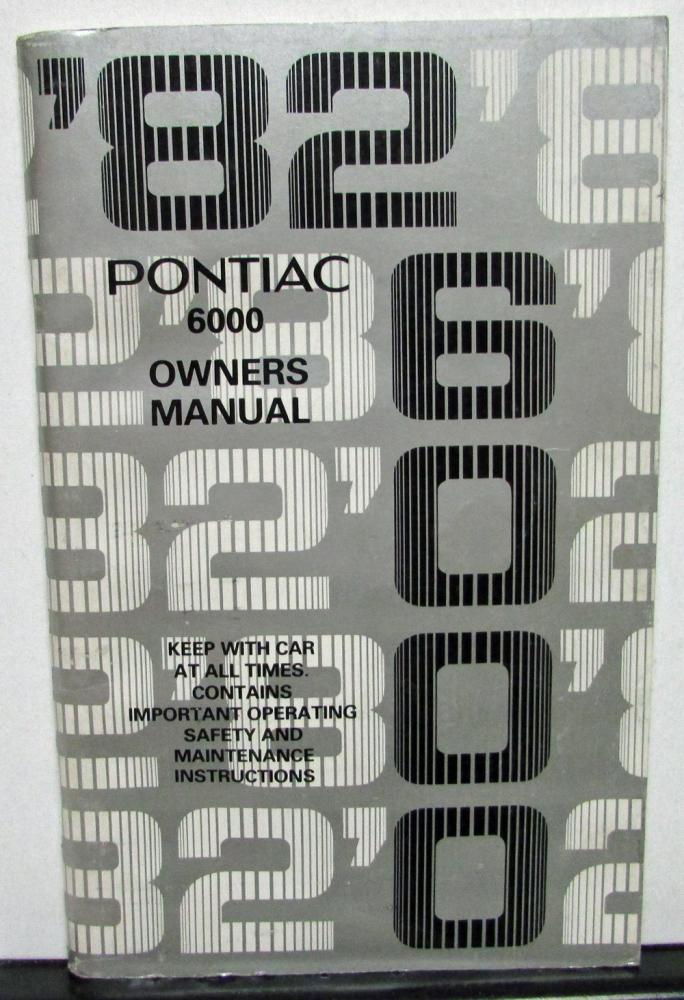 '82 '8
PONTIAC
6000
OWNERS
MANUAL
6
0
0
0
KEEP WITH CAR
AT ALL TIMES.
CONTAINS
IMPORTANT OPERATING
SAFETY AND
MAINTENANCE
INSTRUCTIONS